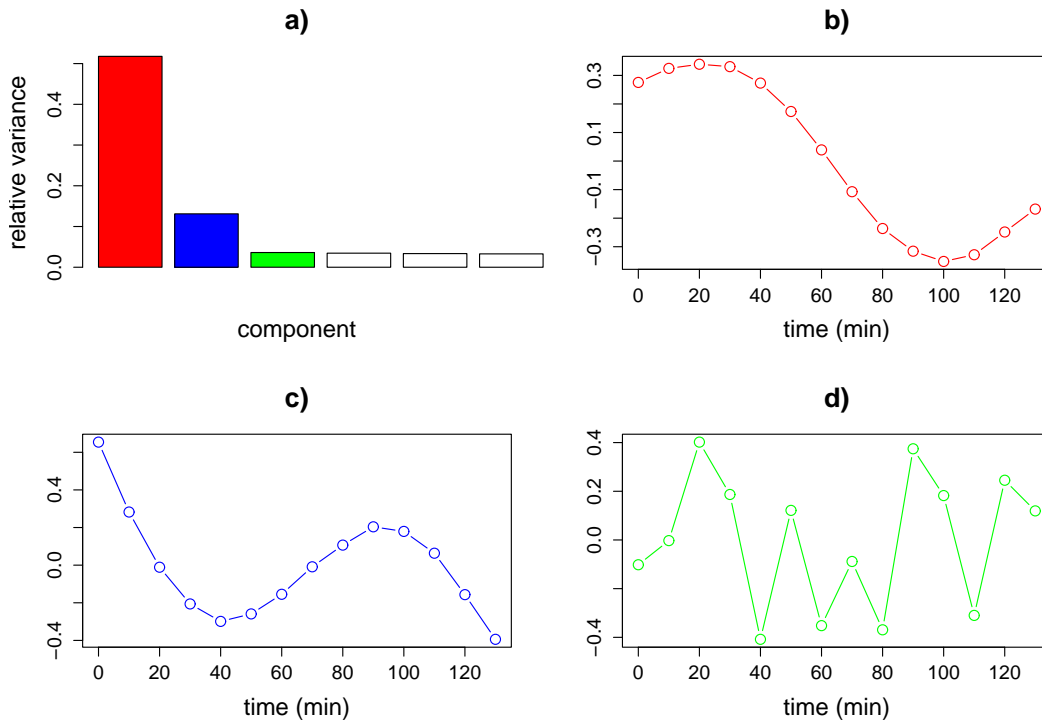 a)
relative variance
0.0 0.2 0.4
component
b)
0.3
0.1
−0.1
−0.3
0 20 40 60 80 100 120
time (min)
c)
0.4
0.0
−0.4
0 20 40 60 80 100 120
time (min)
d)
0.4
0.2
0.0
−0.4
0 20 40 60 80 100 120
time (min)